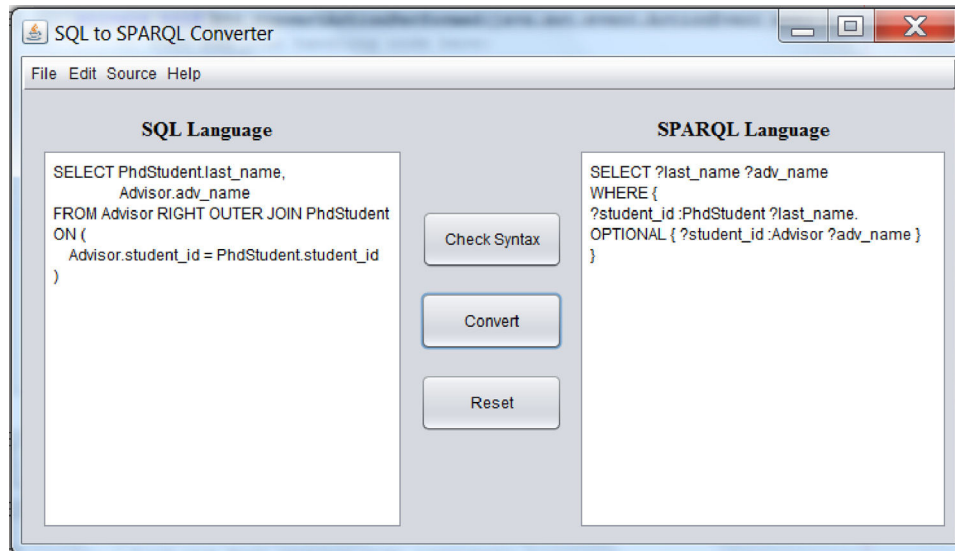 SQL to SPARQL Converter
File Edit Source Help
SQL Language
SELECT PhdStudent.last_name,
Advisor.adv_name
FROM Advisor RIGHT OUTER JOIN PhdStudent
ON (
Advisor.student_id = PhdStudent.student_id
)
Check Syntax
Convert
Reset
SPARQL Language
SELECT ?last_name ?adv_name
WHERE {
?student_id :PhdStudent ?last_name.
OPTIONAL { ?student_id :Advisor ?adv_name }
}